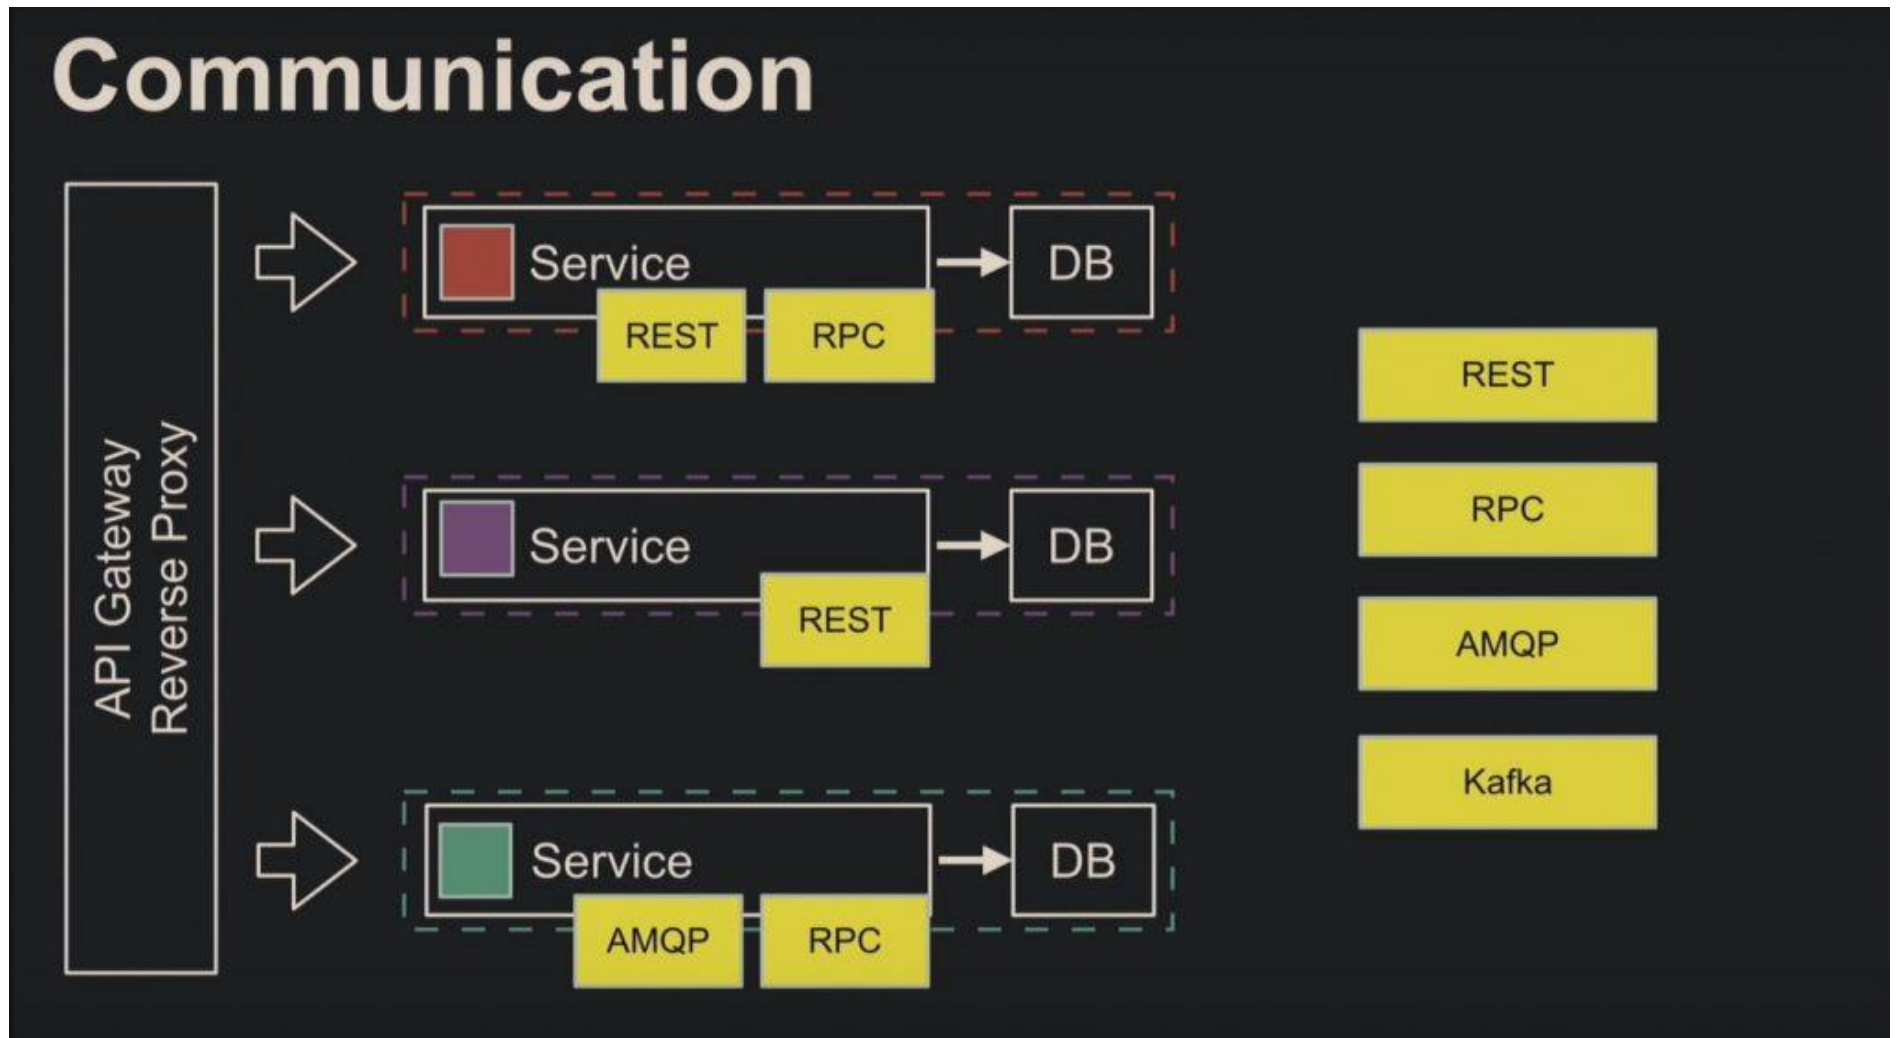 Communication
API Gateway
Reverse Proxy
Service
DB
REST
RPC
Service
DB
REST
Service
DB
AMQP
RPC
REST
RPC
AMQP
Kafka